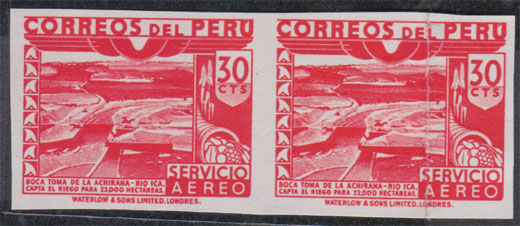 CORREOS DEL PERU
30
CTS
SERVICIO
AEREO
BOCA TOMA DE LA ACHIRANA-RIO ICA.
CAPTA EL RIEGO PARA 22,000 HECTAREAS.
WATERLOW & SONS LIMITED. LONDRES.
CORREOS DEL PERU
30
CTS
SERVICIO
AEREO
BOCA TOMA DE LA ACHIRANA-RIO ICA.
CAPTA EL RIEGO PARA 22,000 HECTAREAS.
WATERLOW & SONS LIMITED. LONDRES.